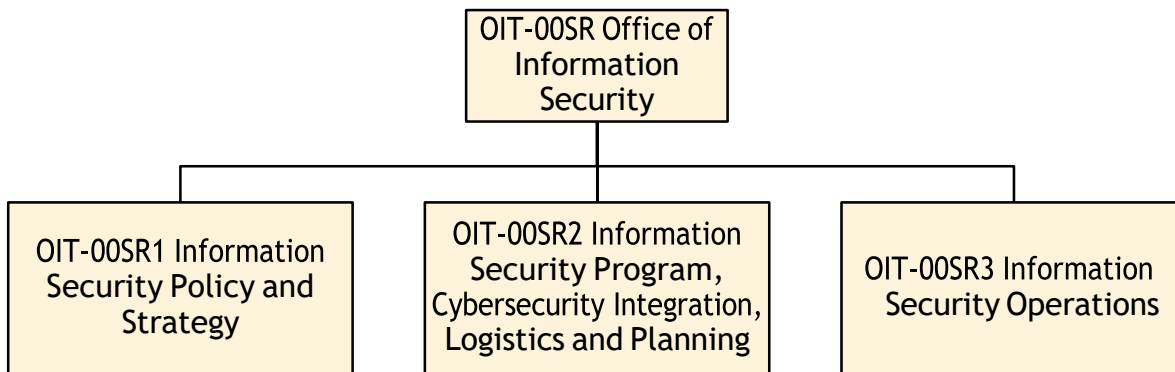 OIT-00SR Office of
Information
Security
OIT-00SR1 Information
Security Policy and
Strategy
OIT-00SR2 Information
Security Program,
Cybersecurity Integration,
Logistics and Planning
OIT-00SR3 Information
Security Operations